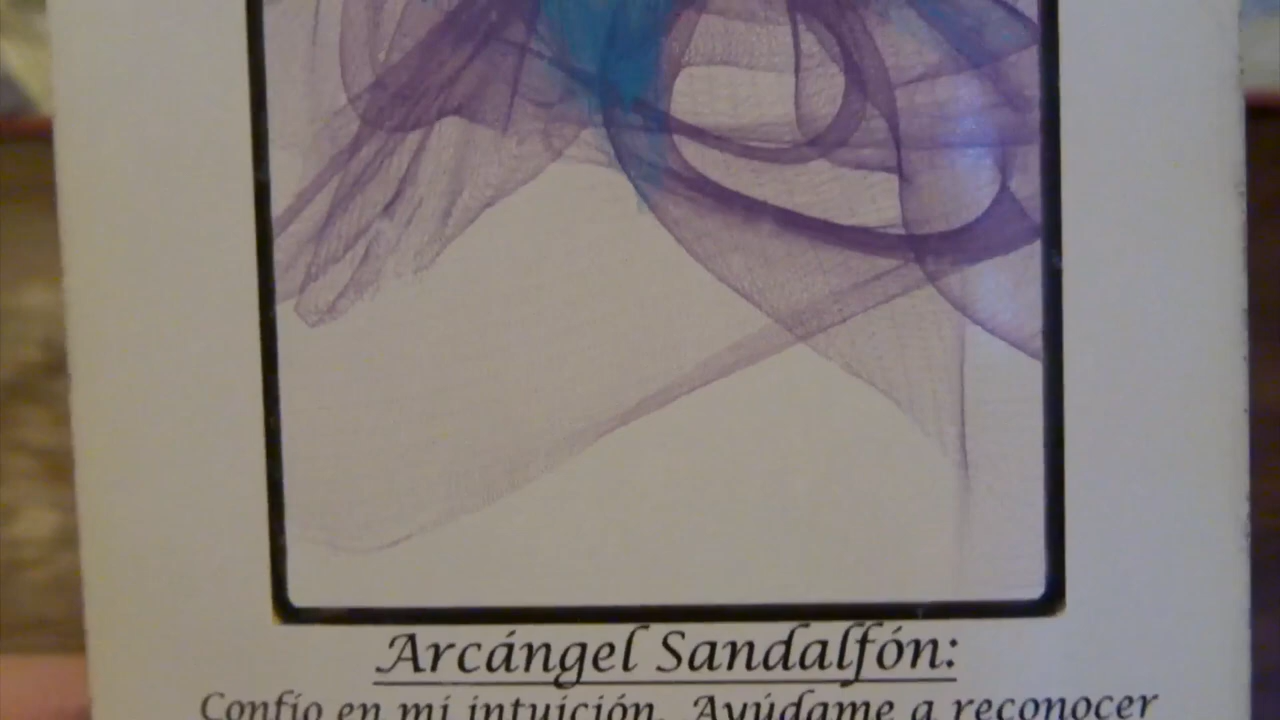 Arcángel Sandalfón:
Confío en mi intuición. Ayúdame a reconocer